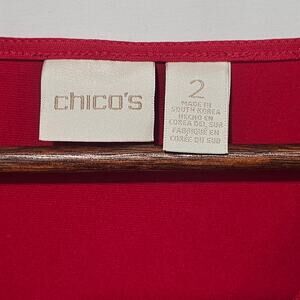 chico's
2
MADE IN
SOUTH KOREA
HECHO EN
COREA DEL SUR
FABRIQUÉ EN
CORÉE DU SUD